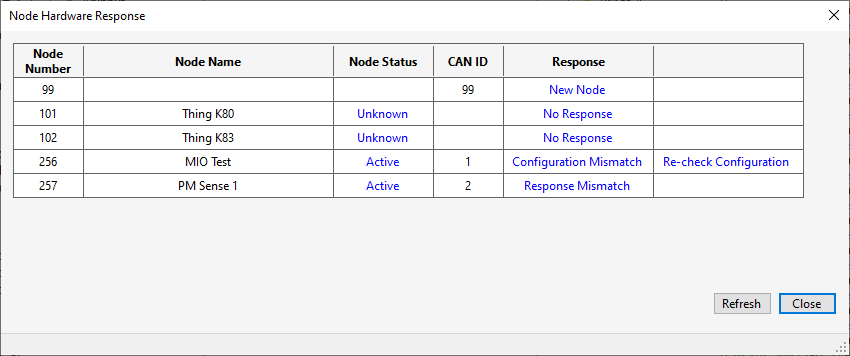 Node Hardware Response
Node Number Node Name Node Status CAN ID Response
99 99 New Node
101 Thing K80 Unknown No Response
102 Thing K83 Unknown No Response
256 MIO Test Active 1 Configuration Mismatch Re-check Configuration
257 PM Sense 1 Active 2 Response Mismatch
Refresh Close